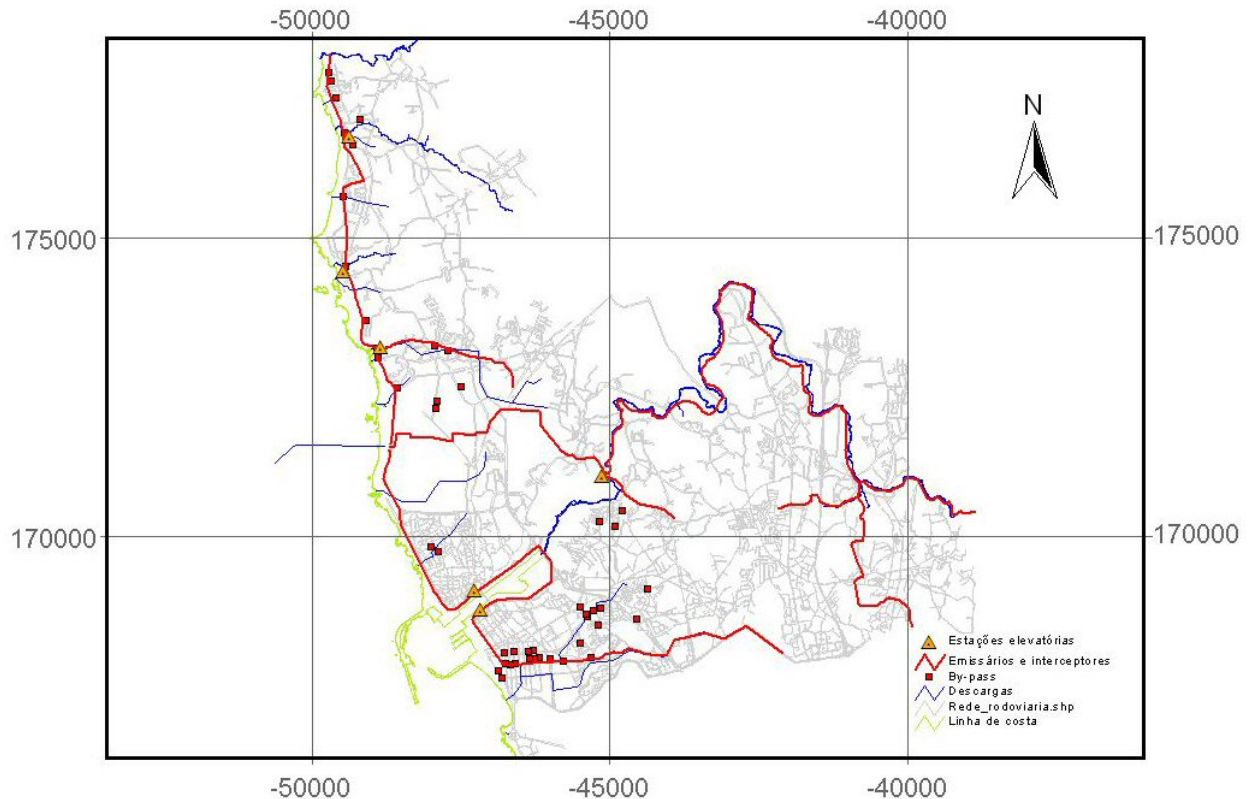 -50000 -45000 -40000
N
175000 175000
170000 170000
Estações elevatórias
Emissários e interceptores
By-pass
Descargas
Rede_rodoviaria.shp
Linha de costa
-50000 -45000 -40000